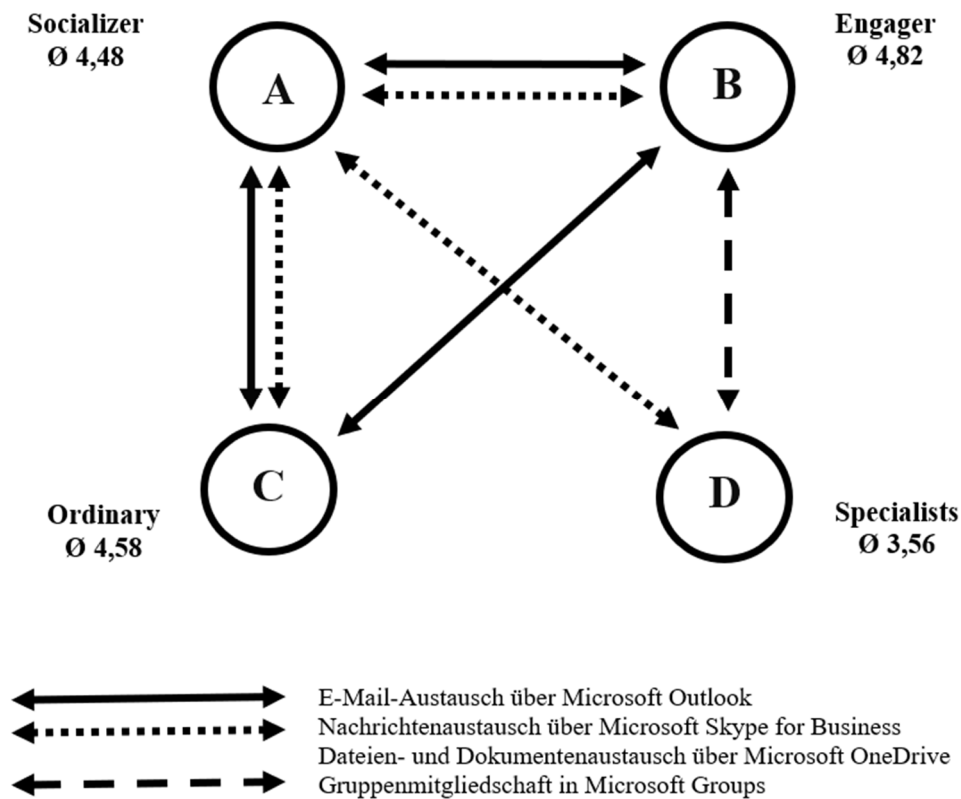 Socializer
Ø 4,48
A
B
Engager
Ø 4,82
C
D
Ordinary
Ø 4,58
Specialists
Ø 3,56
E-Mail-Austausch über Microsoft Outlook
Nachrichtenaustausch über Microsoft Skype for Business
Dateien- und Dokumentenaustausch über Microsoft OneDrive
Gruppenmitgliedschaft in Microsoft Groups